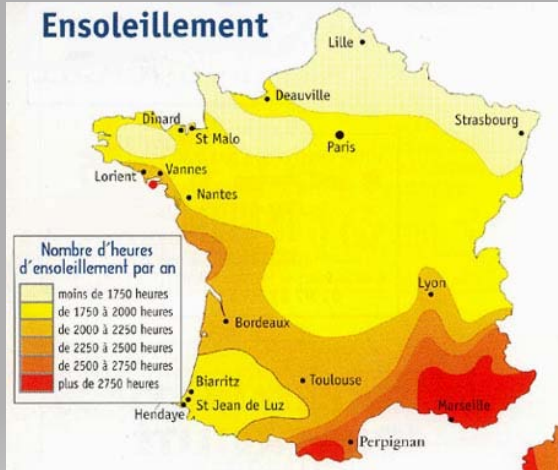 Ensoleillement
Lille
Deauville
Dinard
St Malo
Strasbourg
Paris
Lorient
Vannes
Nantes
Nombre d'heures
d'ensoleillement par an
moins de 1750 heures
de 1750 à 2000 heures
de 2000 à 2250 heures
de 2250 à 2500 heures
de 2500 à 2750 heures
plus de 2750 heures
Lyon
Bordeaux
Biarritz
Toulouse
St Jean de Luz
Hendaye
Marseille
Perpignan